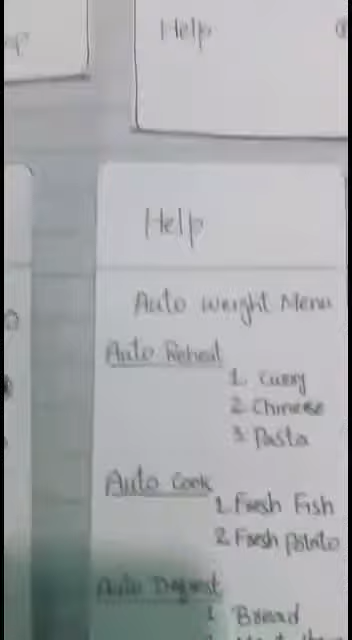 Help
Help
Auto weight Menu
Auto Reheat
1. Curry
2. Chinese
3. Pasta
Auto Cook
1. Fresh Fish
2. Fresh Potato
Auto Defrost
1. Bread